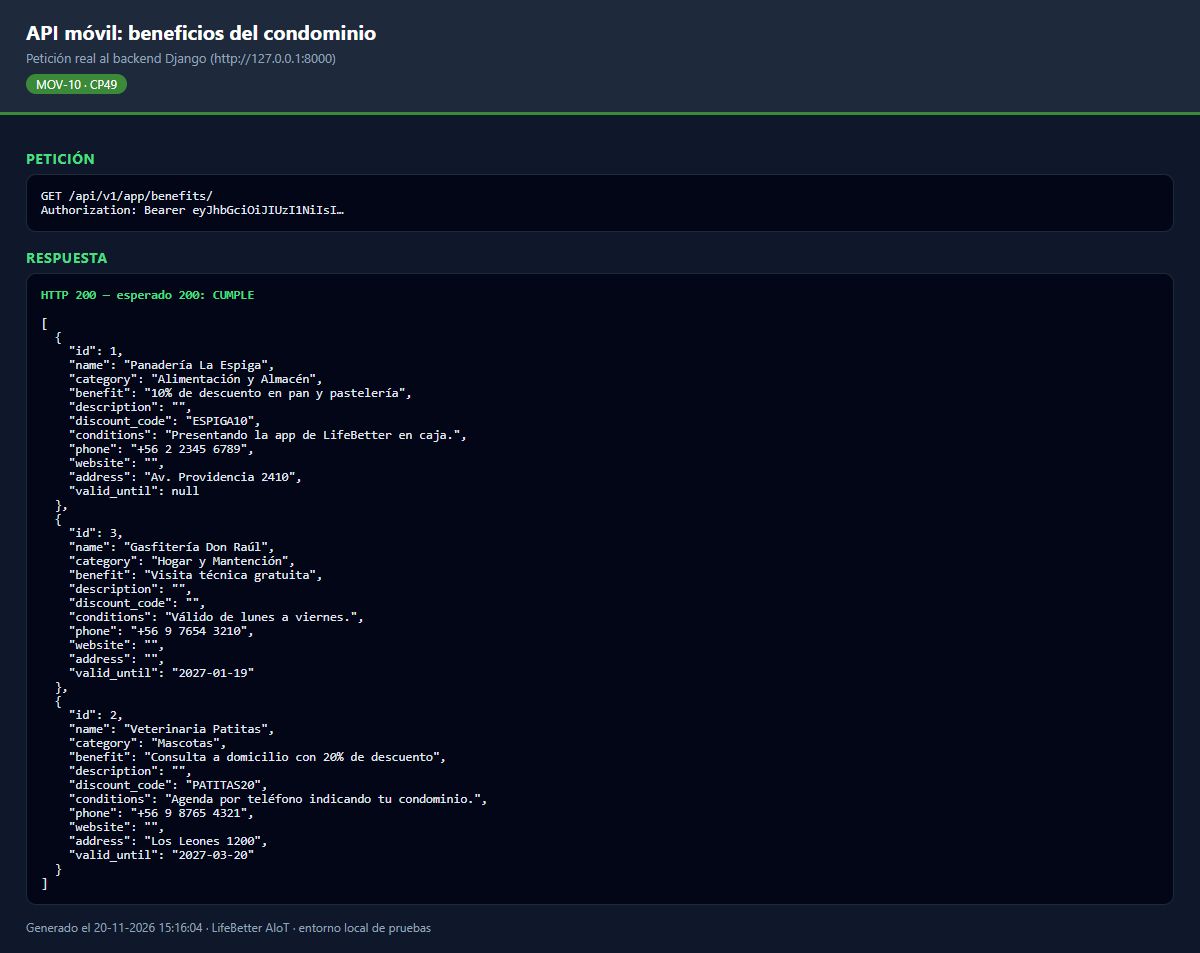 API móvil: beneficios del condominio
Petición real al backend Django (http://127.0.0.1:8000)
MOV-10 · CP49
PETICIÓN
GET /api/v1/app/benefits/
Authorization: Bearer eyJhbGciOiJIUzI1NiIsI…
RESPUESTA
HTTP 200 — esperado 200: CUMPLE
[
  {
    "id": 1,
    "name": "Panadería La Espiga",
    "category": "Alimentación y Almacén",
    "benefit": "10% de descuento en pan y pastelería",
    "description": "",
    "discount_code": "ESPIGA10",
    "conditions": "Presentando la app de LifeBetter en caja.",
    "phone": "+56 2 2345 6789",
    "website": "",
    "address": "Av. Providencia 2410",
    "valid_until": null
  },
  {
    "id": 3,
    "name": "Gasfitería Don Raúl",
    "category": "Hogar y Mantención",
    "benefit": "Visita técnica gratuita",
    "description": "",
    "discount_code": "",
    "conditions": "Válido de lunes a viernes.",
    "phone": "+56 9 7654 3210",
    "website": "",
    "address": "",
    "valid_until": "2027-01-19"
  },
  {
    "id": 2,
    "name": "Veterinaria Patitas",
    "category": "Mascotas",
    "benefit": "Consulta a domicilio con 20% de descuento",
    "description": "",
    "discount_code": "PATITAS20",
    "conditions": "Agenda por teléfono indicando tu condominio.",
    "phone": "+56 9 8765 4321",
    "website": "",
    "address": "Los Leones 1200",
    "valid_until": "2027-03-20"
  }
]
Generado el 20-11-2026 15:16:04 · LifeBetter AIoT · entorno local de pruebas